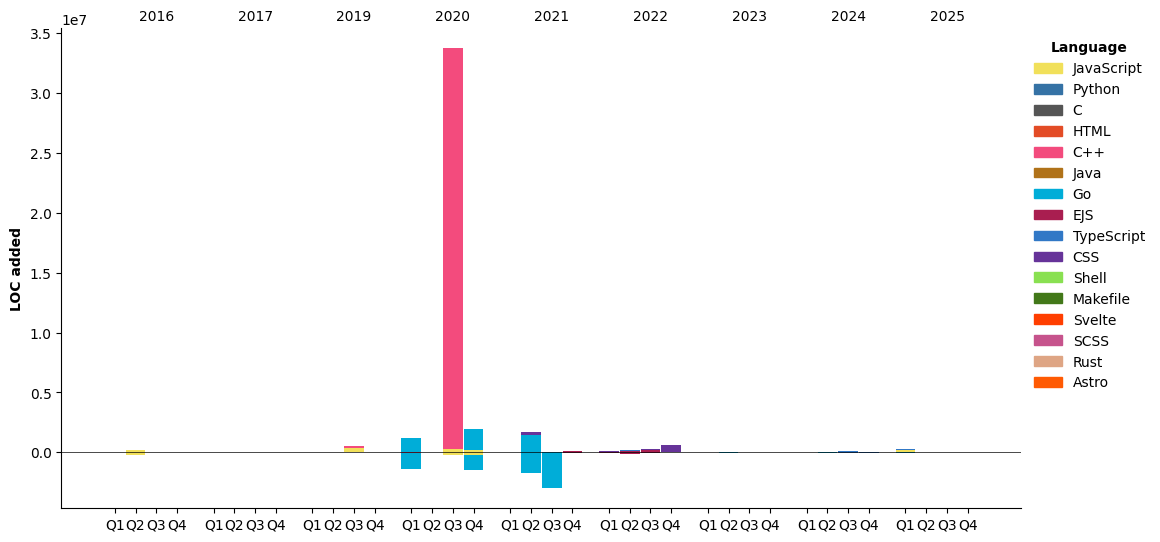 2016 2017 2019 2020 2021 2022 2023 2024 2025
1e7
3.5
3.0
2.5
2.0
1.5
1.0
0.5
0.0
LOC added
Q1 Q2 Q3 Q4 Q1 Q2 Q3 Q4 Q1 Q2 Q3 Q4 Q1 Q2 Q3 Q4 Q1 Q2 Q3 Q4 Q1 Q2 Q3 Q4 Q1 Q2 Q3 Q4 Q1 Q2 Q3 Q4 Q1 Q2 Q3 Q4
Language
JavaScript
Python
C
HTML
C++
Java
Go
EJS
TypeScript
CSS
Shell
Makefile
Svelte
SCSS
Rust
Astro